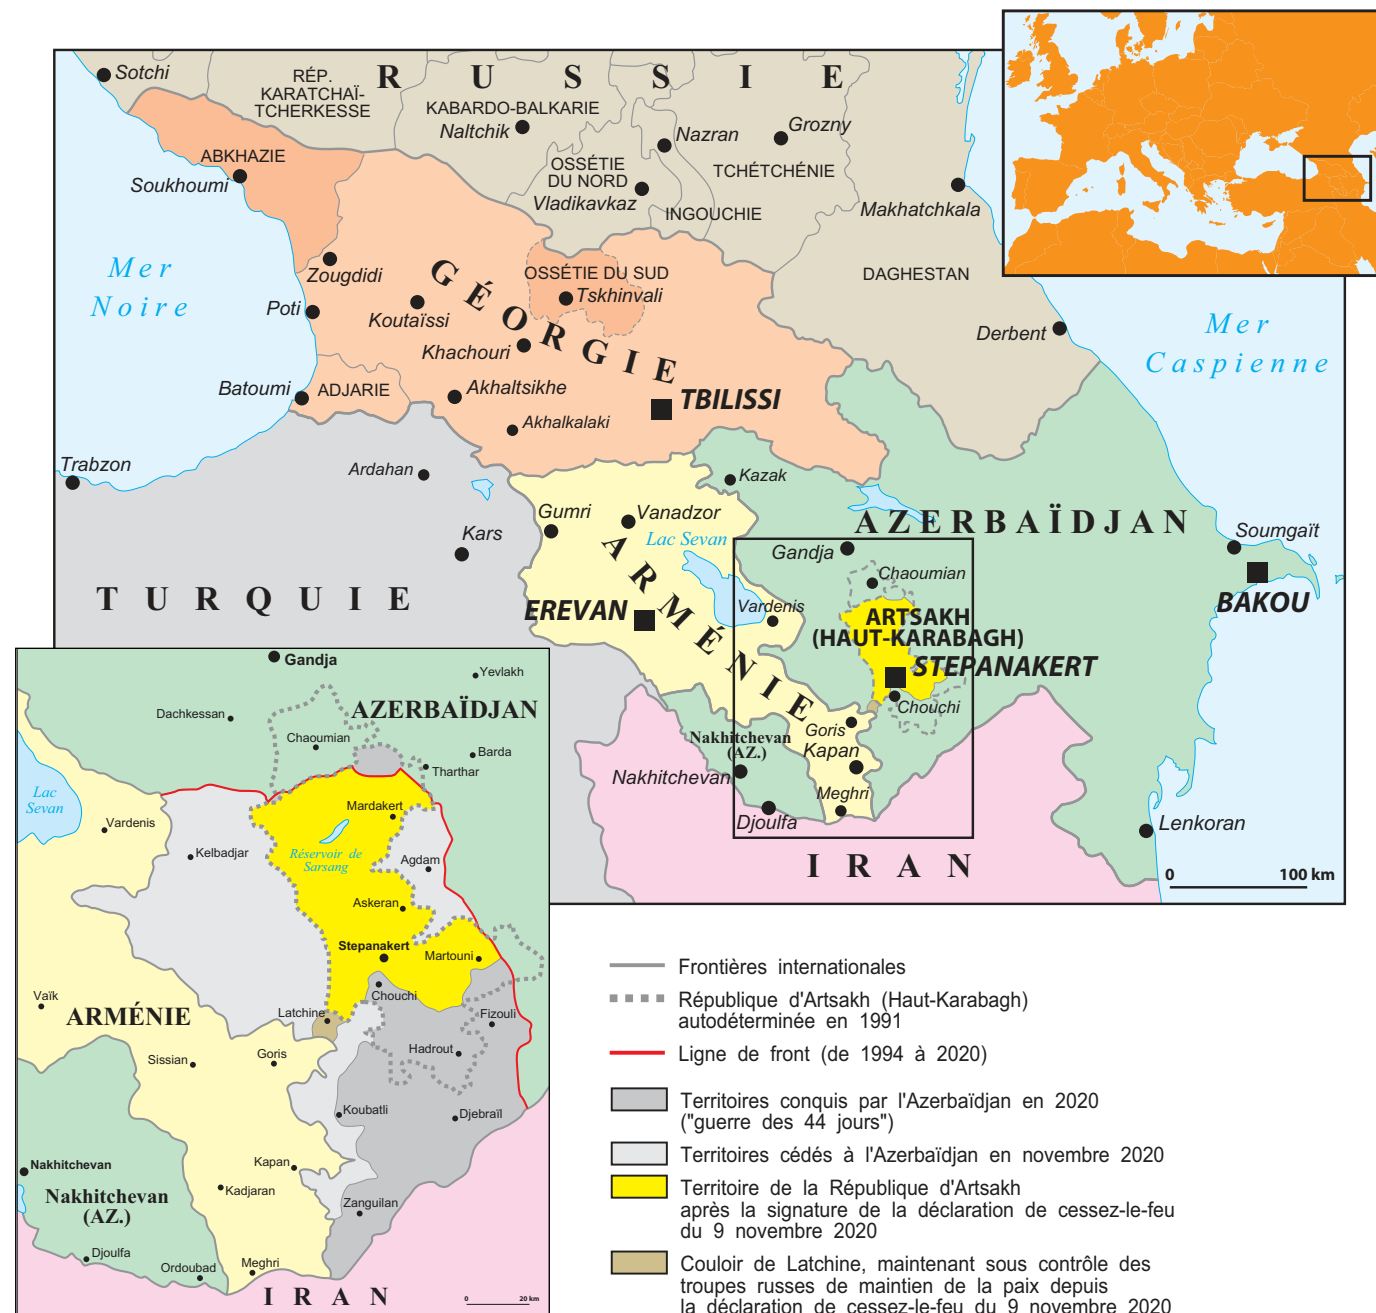 Sotchi
RÉP.
KARATCHAÏ-
TCHERKESSE
RUSSIE
KABARDO-BALKARIE
Naltchik
Nazran
Grozny
OSSÉTIE
DU NORD
Vladikavkaz
TCHÉTCHÉNIE
INGOUCHIE
Makhatchkala
ABKHAZIE
Soukhoumi
DAGHESTAN
Mer
Noire
Zougdidi
OSSÉTIE DU SUD
Tskhinvali
GÉORGIE
Poti
Koutaïssi
Khachouri
Derbent
Mer
Caspienne
Batoumi
ADJARIE
Akhaltsikhe
TBILISSI
Akhalkalaki
Trabzon
Ardahan
Kazak
Gumri
Vanadzor
Kars
Lac Sevan
AZERBAÏDJAN
Soumgaït
Gandja
Chaoumian
TURQUIE
ARMÉNIE
EREVAN
Vardenis
BAKOU
ARTSAKH
(HAUT-KARABAGH)
STEPANAKERT
Chouchi
Goris
Nakhitchevan
(AZ.)
Kapan
Nakhitchevan
Meghri
Djoulfa
Lenkoran
IRAN
0 100 km
Gandja
Yevlakh
Dachkessan
AZERBAÏDJAN
Chaoumian
Barda
Tharthar
Lac
Sevan
Mardakert
Vardenis
Kelbadjar
Réservoir de
Sarsang
Agdam
Askeran
Stepanakert
Martouni
Vaïk
Chouchi
ARMÉNIE
Latchine
Fizouli
Sissian
Goris
Hadrout
Koubatli
Djebraïl
Nakhitchevan
Kapan
Nakhitchevan
(AZ.)
Kadjaran
Zanguilan
Djoulfa
Ordoubad
Meghri
IRAN
0 20 km
Frontières internationales
République d'Artsakh (Haut-Karabagh)
autodéterminée en 1991
Ligne de front (de 1994 à 2020)
Territoires conquis par l'Azerbaïdjan en 2020
("guerre des 44 jours")
Territoires cédés à l'Azerbaïdjan en novembre 2020
Territoire de la République d'Artsakh
après la signature de la déclaration de cessez-le-feu
du 9 novembre 2020
Couloir de Latchine, maintenant sous contrôle des
troupes russes de maintien de la paix depuis
la déclaration de cessez-le-feu du 9 novembre 2020